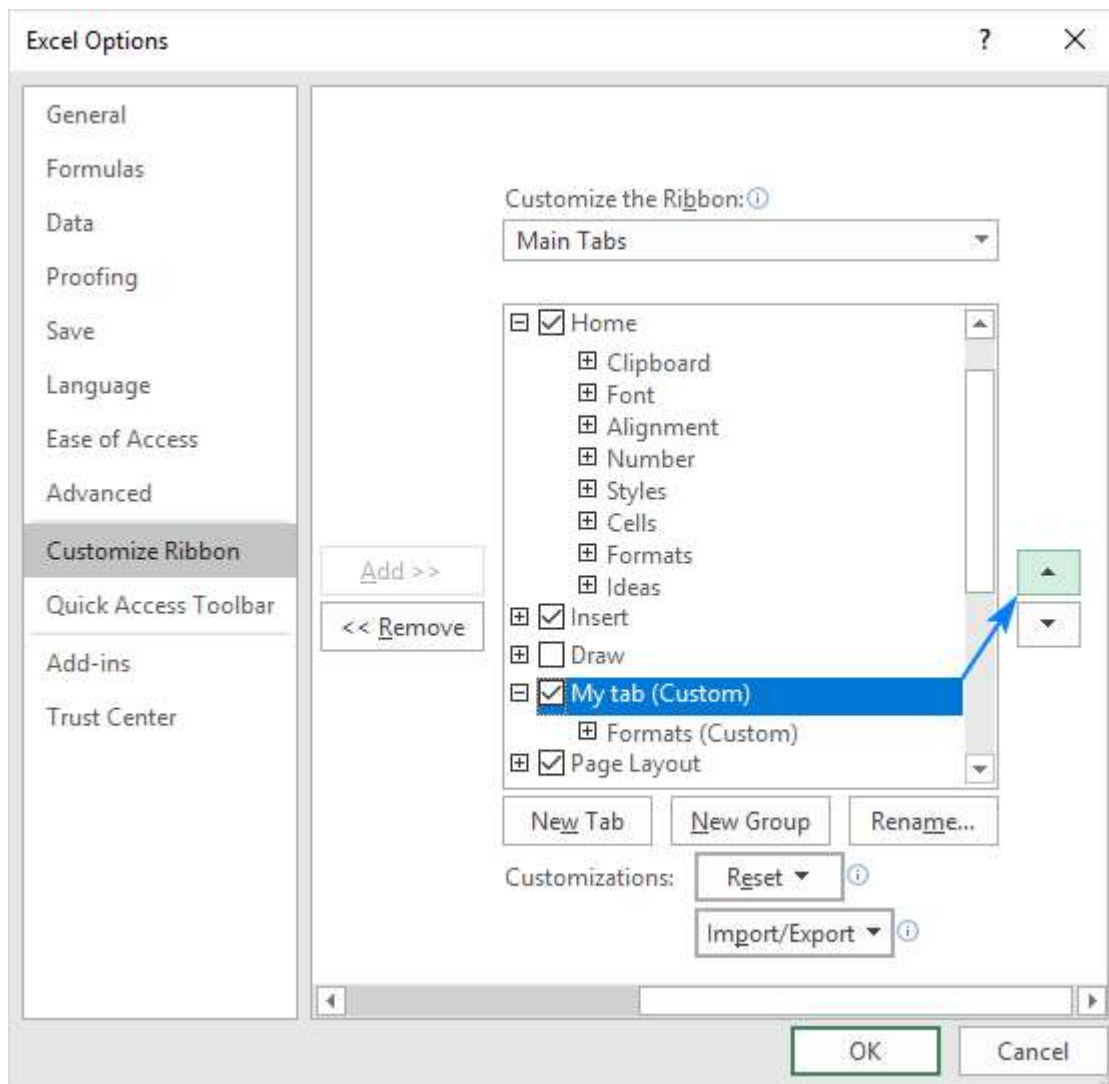 Excel Options
?
General
Formulas
Data
Proofing
Save
Language
Ease of Access
Advanced
Customize Ribbon
Quick Access Toolbar
Add-ins
Trust Center
Customize the Ribbon:
Main Tabs
Home
Clipboard
Font
Alignment
Number
Styles
Cells
Formats
Ideas
Insert
Draw
My tab (Custom)
Formats (Custom)
Page Layout
Add >>
<< Remove
New Tab New Group Rename...
Customizations: Reset
Import/Export
OK Cancel